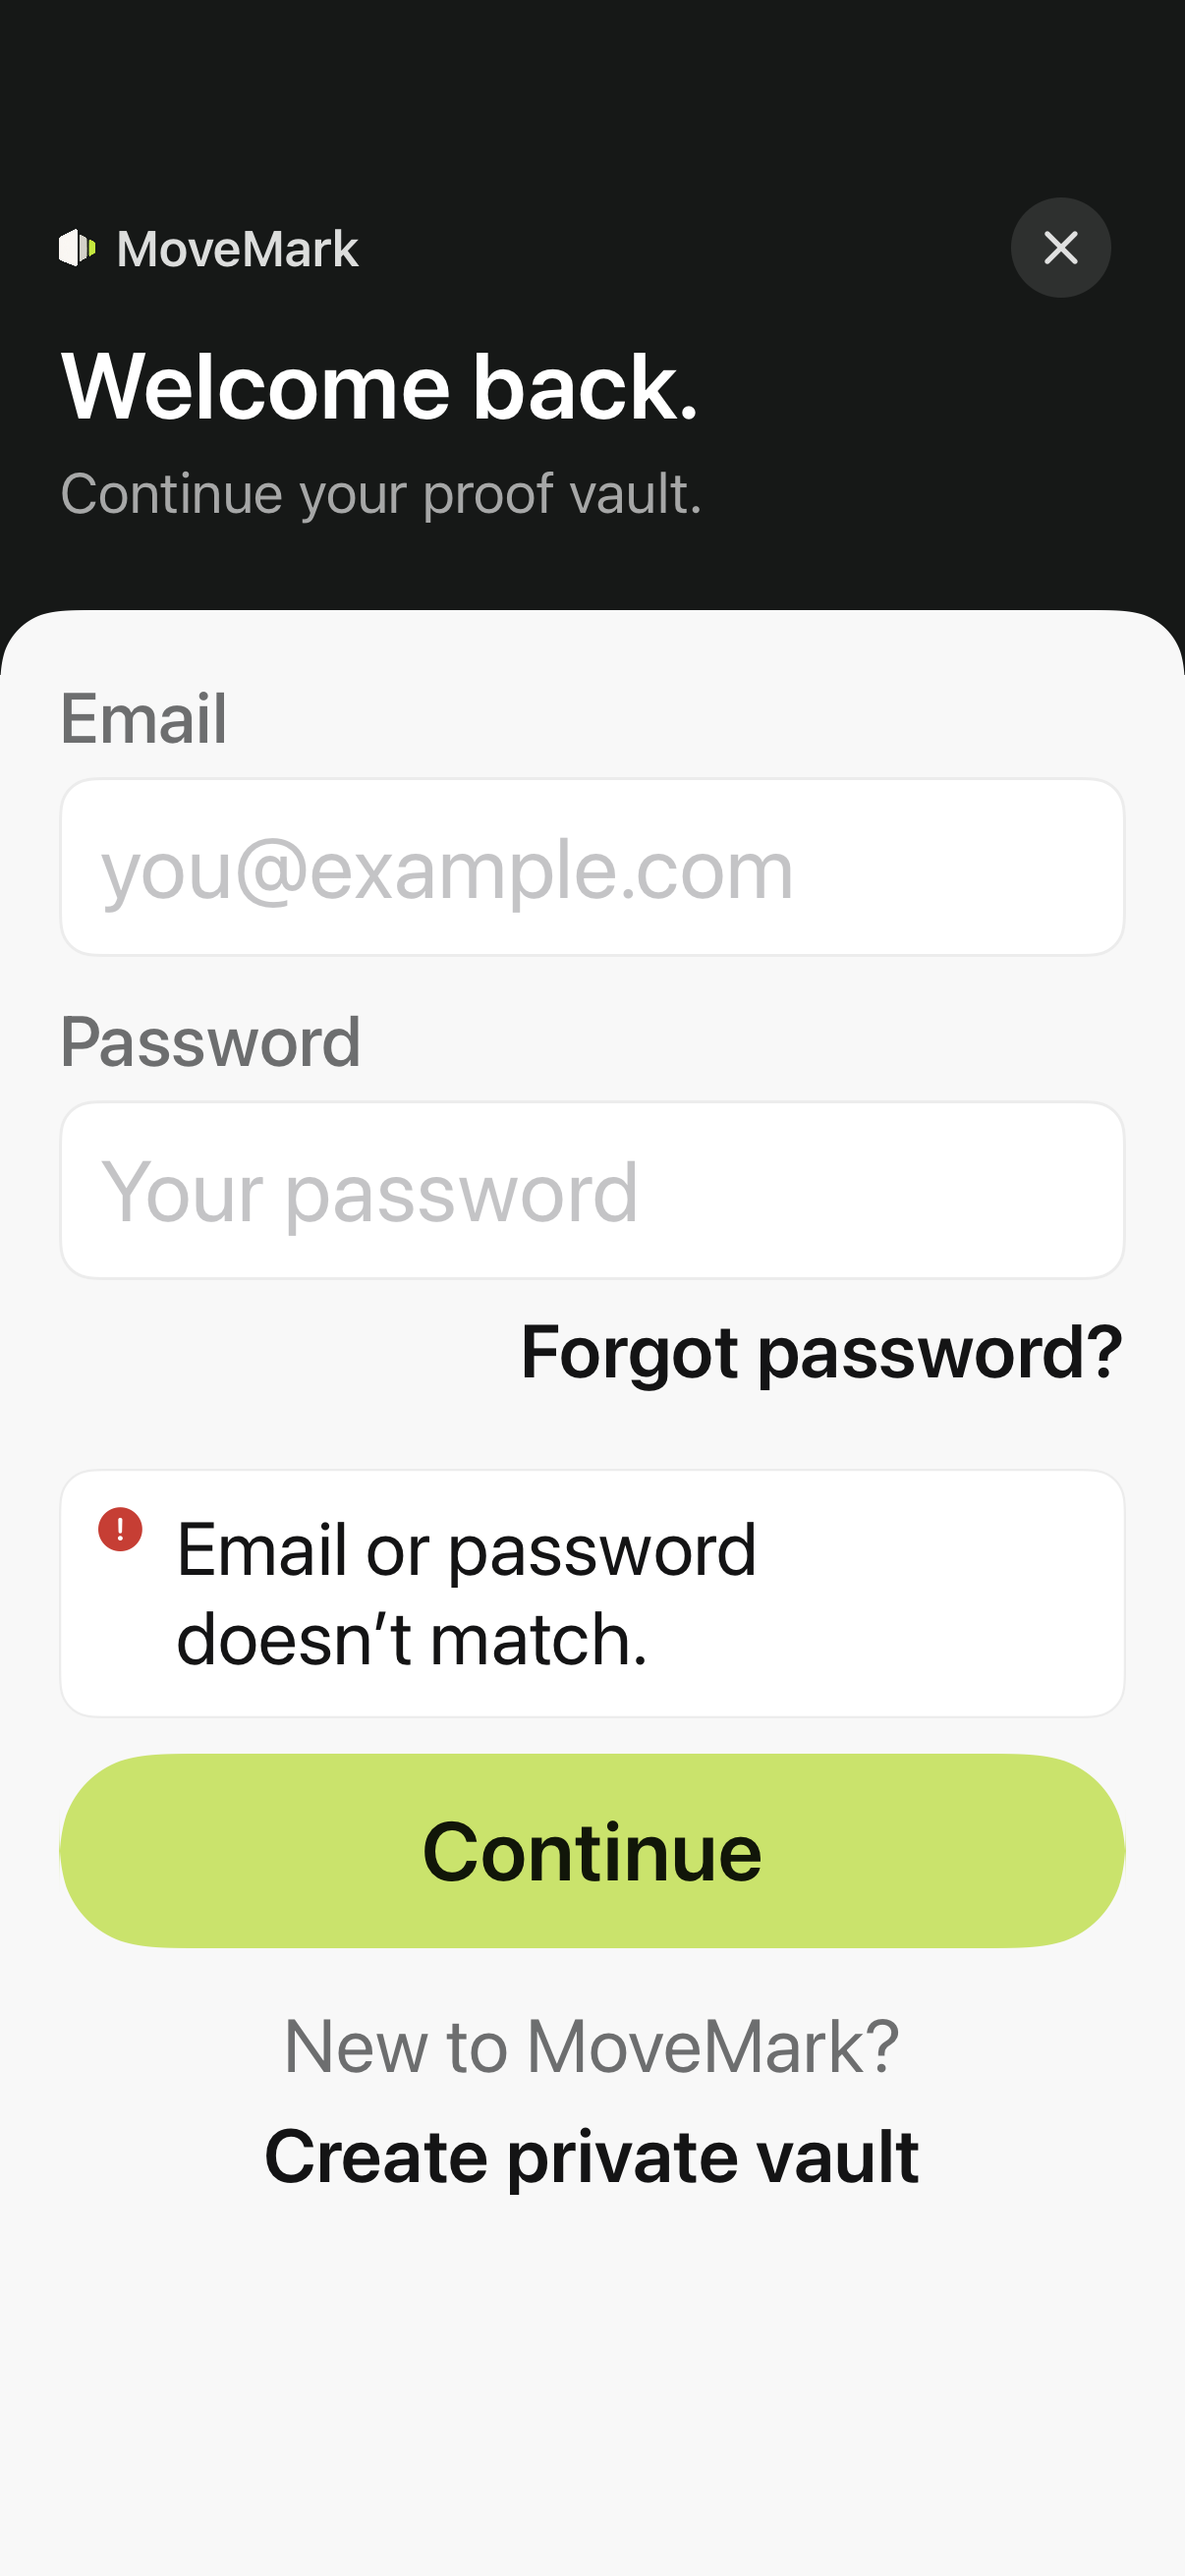 MoveMark
Welcome back.
Continue your proof vault.
Email
you@example.com
Password
Your password
Forgot password?
Email or password
doesn’t match.
Continue
New to MoveMark?
Create private vault